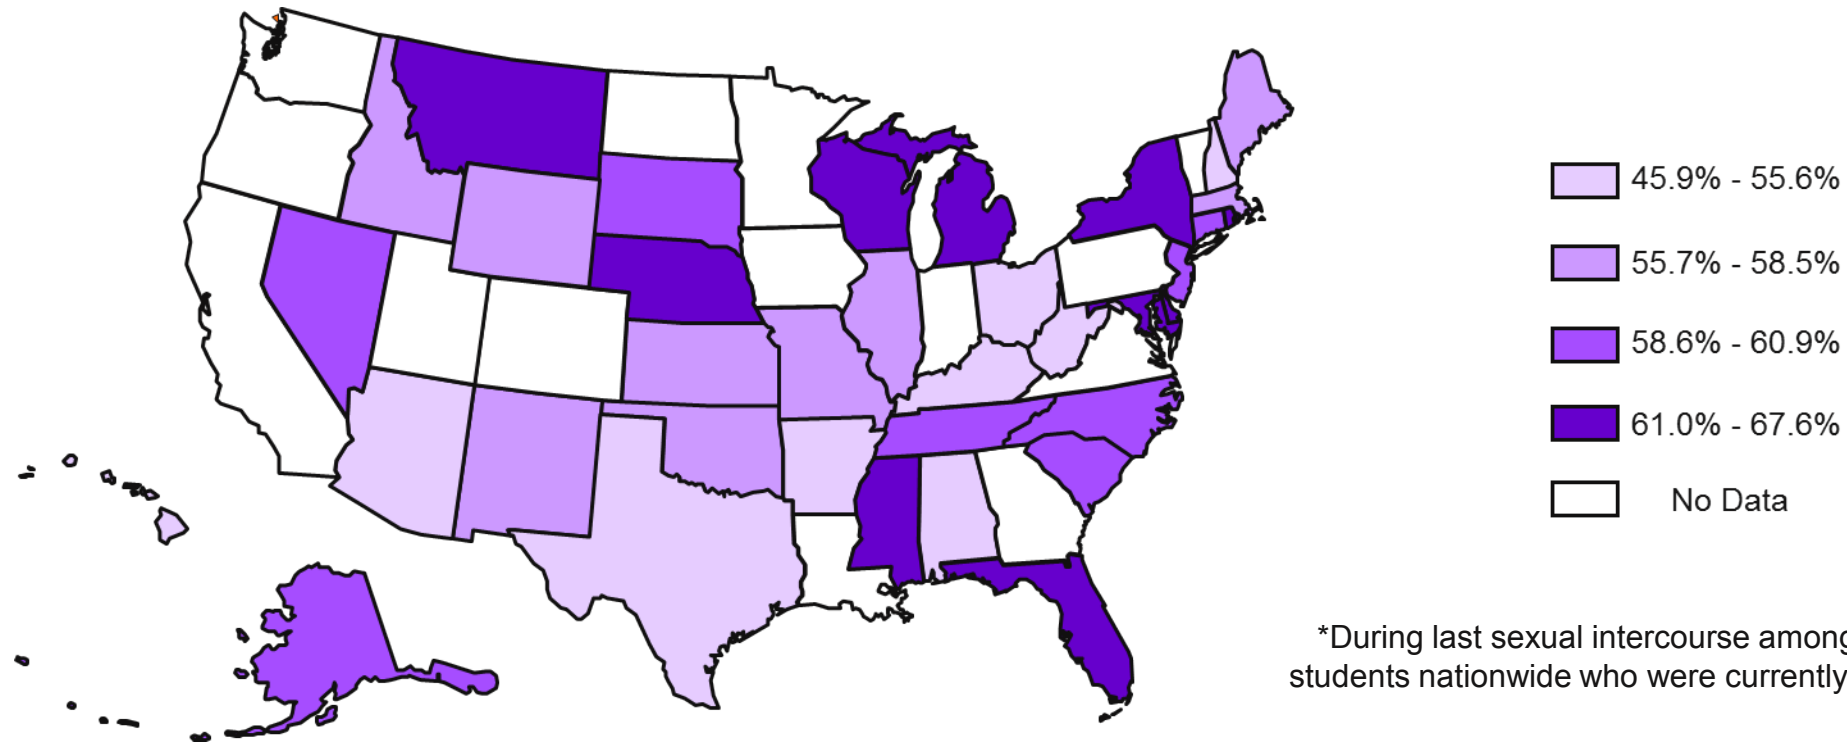 45.9% - 55.6%
55.7% - 58.5%
58.6% - 60.9%
61.0% - 67.6%
No Data
*During last sexual intercourse among
students nationwide who were currently